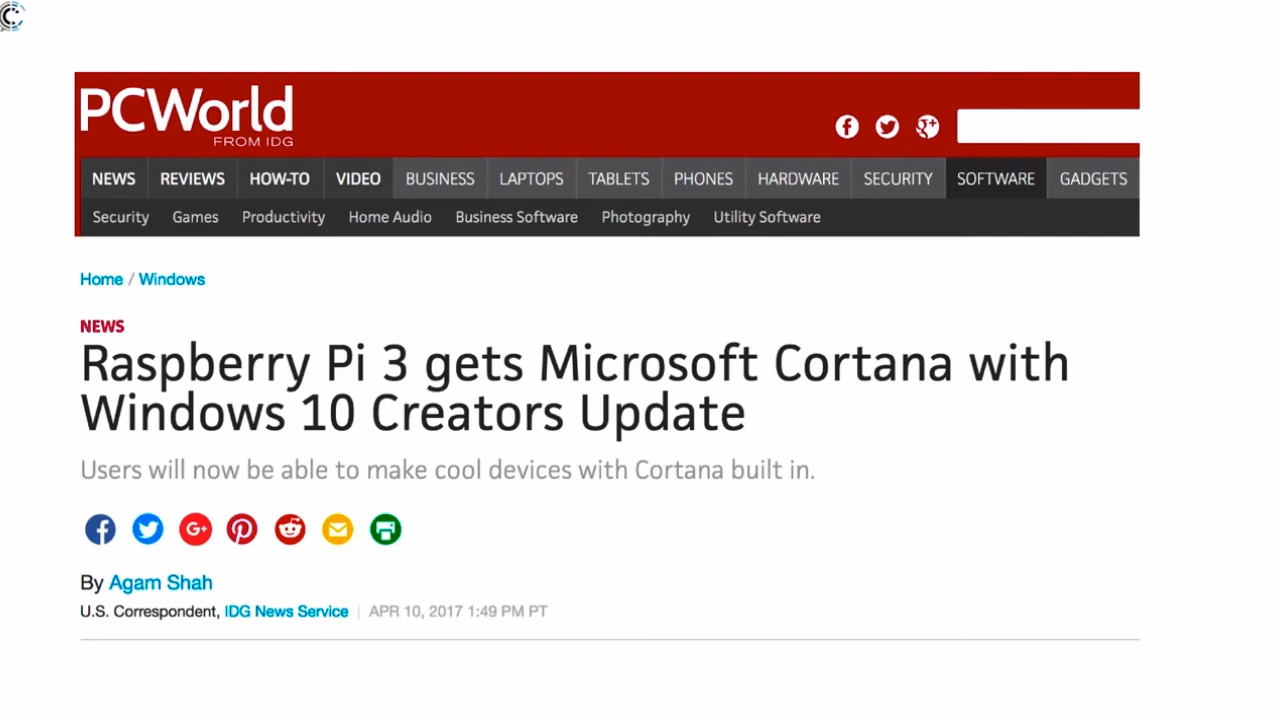 PCWorld
FROM IDG
NEWS REVIEWS HOW-TO VIDEO BUSINESS LAPTOPS TABLETS PHONES HARDWARE SECURITY SOFTWARE GADGETS
Security Games Productivity Home Audio Business Software Photography Utility Software
Home / Windows
NEWS
Raspberry Pi 3 gets Microsoft Cortana with
Windows 10 Creators Update
Users will now be able to make cool devices with Cortana built in.
By Agam Shah
U.S. Correspondent, IDG News Service | APR 10, 2017 1:49 PM PT